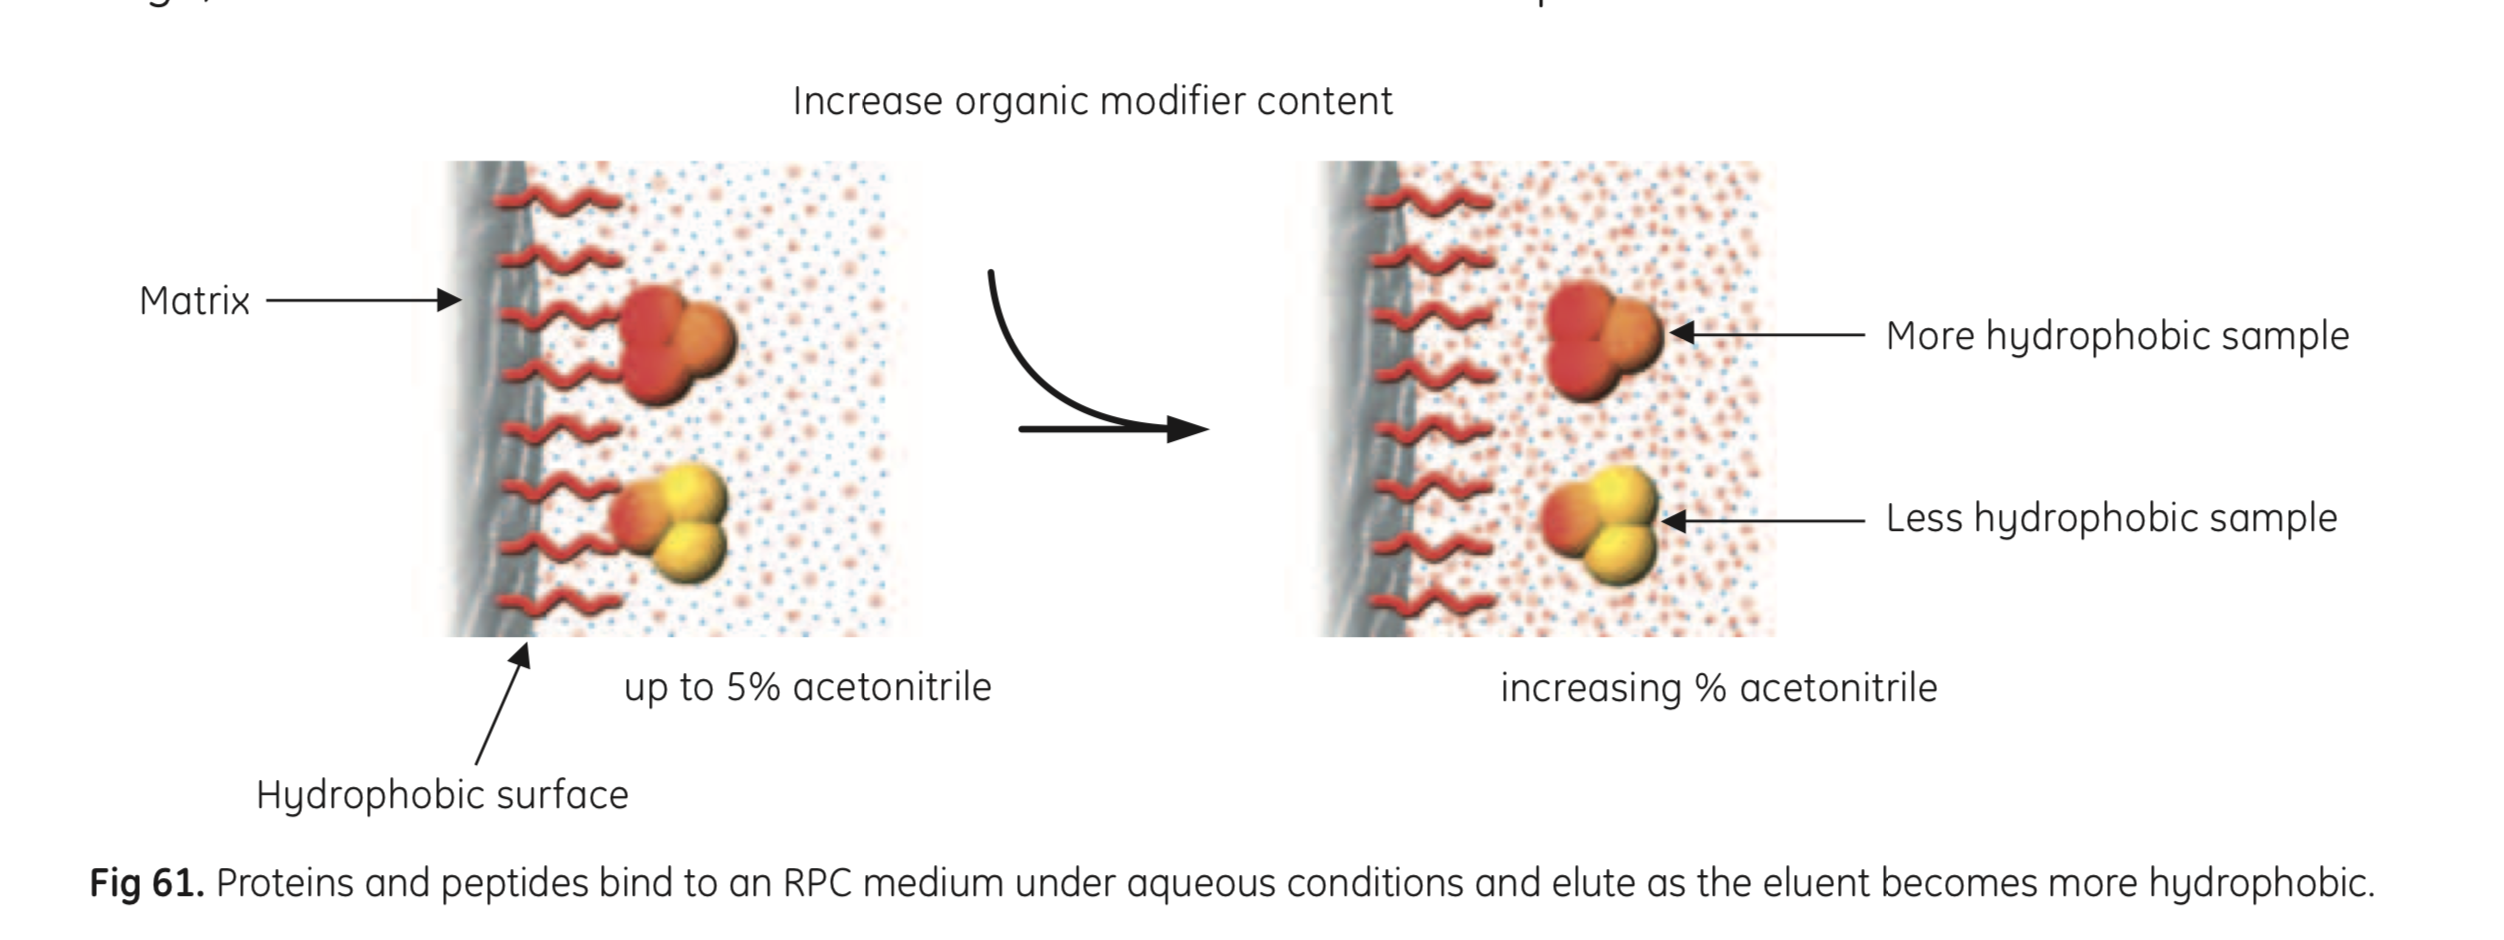 Increase organic modifier content
Matrix
More hydrophobic sample
Less hydrophobic sample
up to 5% acetonitrile
increasing % acetonitrile
Hydrophobic surface
Fig 61. Proteins and peptides bind to an RPC medium under aqueous conditions and elute as the eluent becomes more hydrophobic.